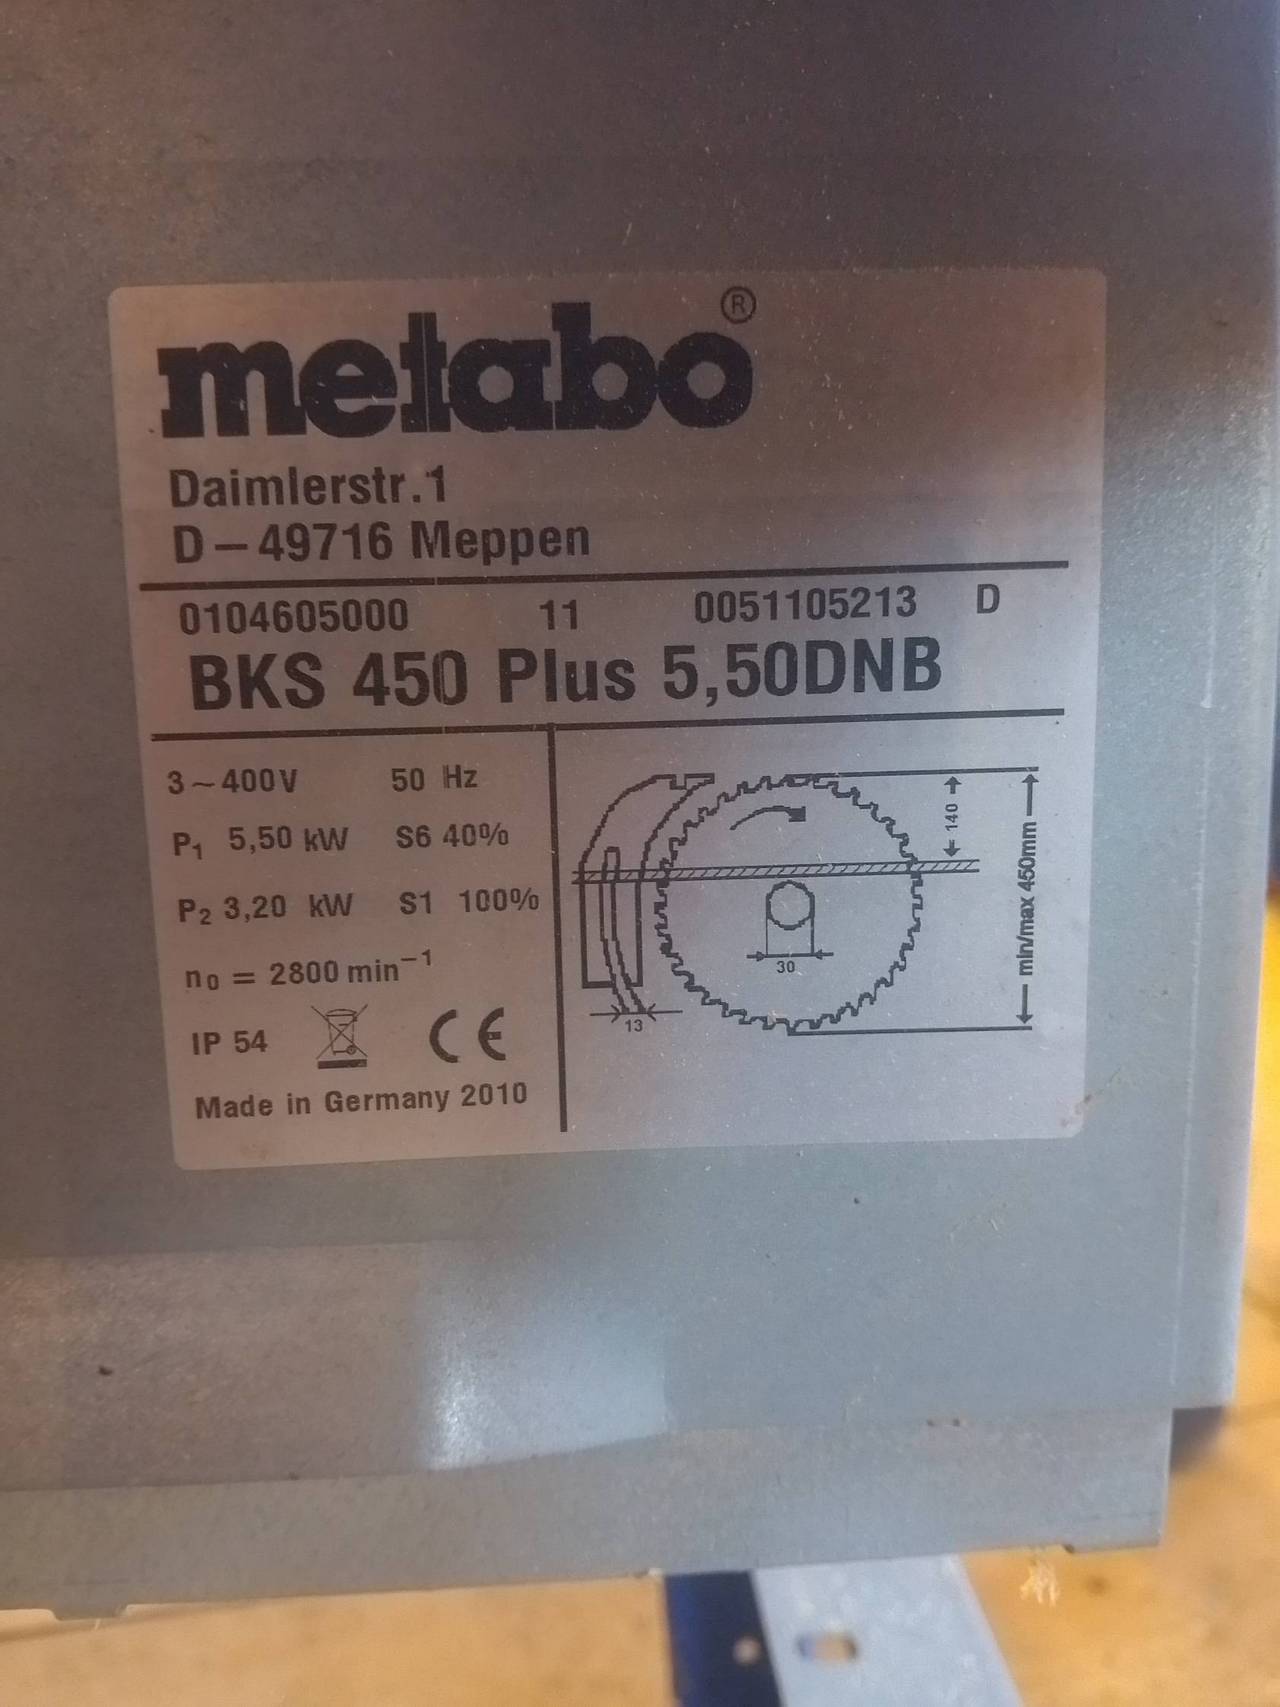 metabo®
Daimlerstr.1
D–49716 Meppen
0104605000 11 0051105213 D
BKS 450 Plus 5,50DNB
3~400V 50 Hz
P₁ 5,50 kW S6 40%
P₂ 3,20 kW S1 100%
n₀ = 2800 min⁻¹
IP 54 CE
Made in Germany 2010
140
min/max 450mm
30
13